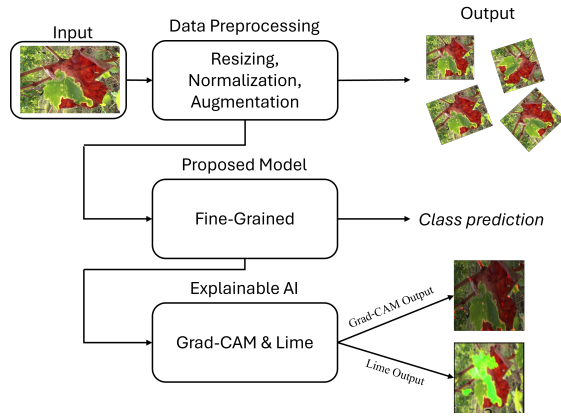 Input
Data Preprocessing
Output
Resizing,
Normalization,
Augmentation
Proposed Model
Fine-Grained
Class prediction
Explainable AI
Grad-CAM & Lime
Grad-CAM Output
Lime Output